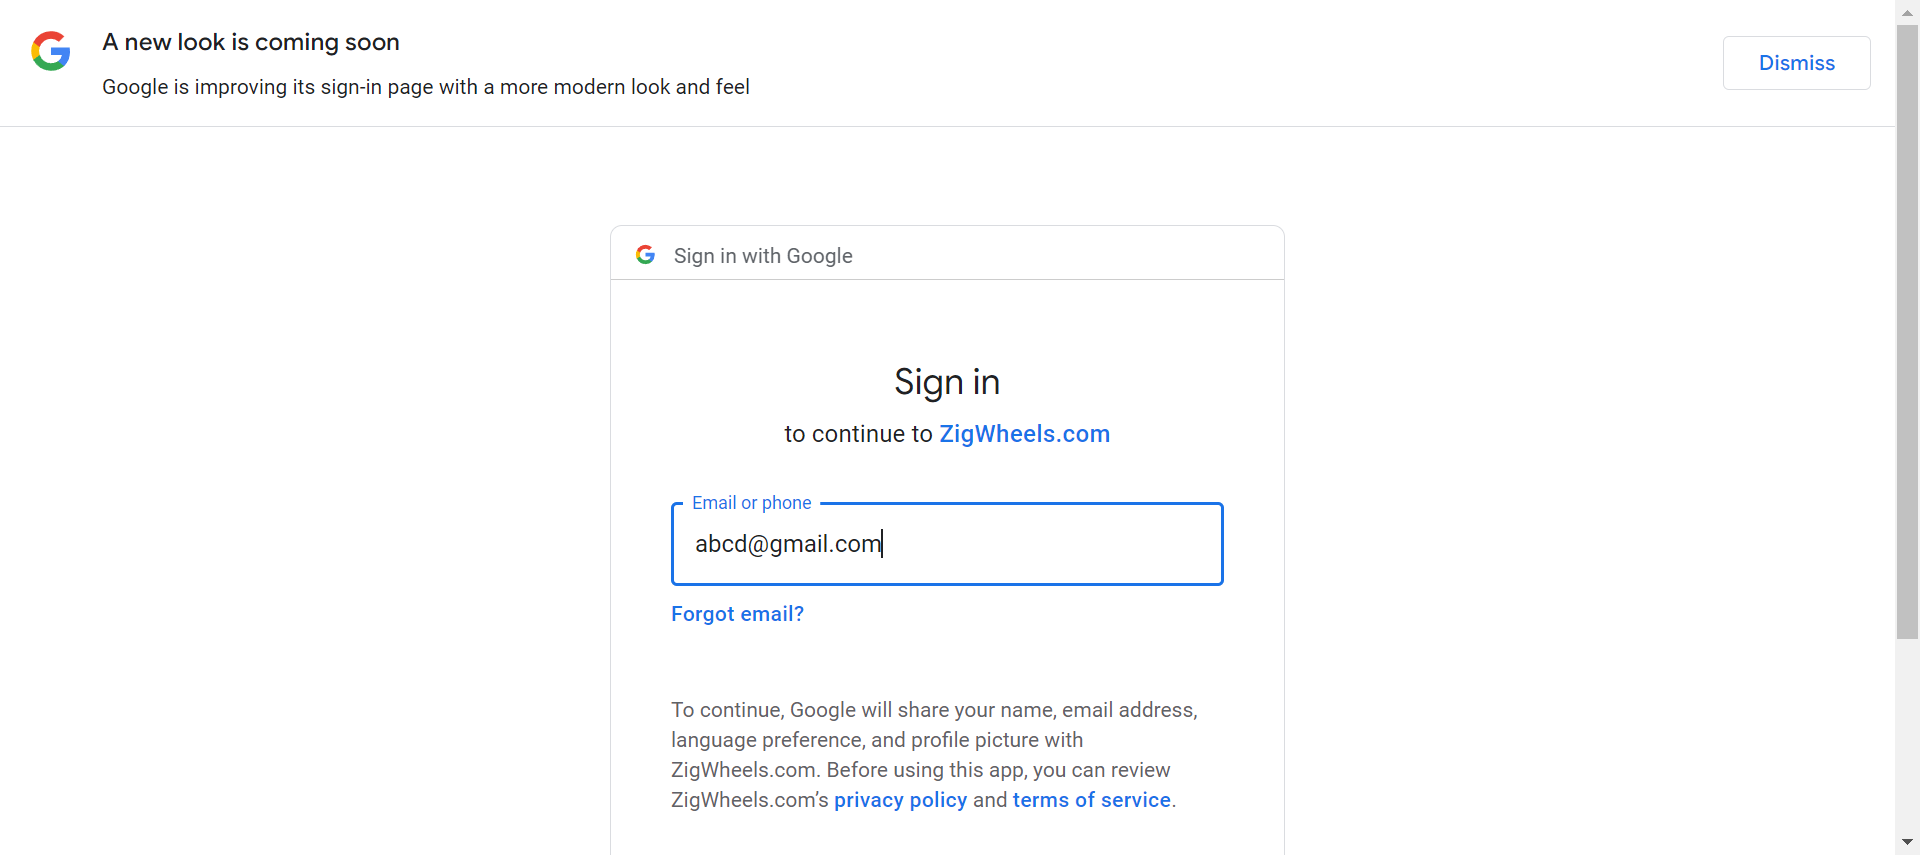 A new look is coming soon
Google is improving its sign-in page with a more modern look and feel
Dismiss
Sign in with Google
Sign in
to continue to ZigWheels.com
Email or phone
abcd@gmail.com
Forgot email?
To continue, Google will share your name, email address,
language preference, and profile picture with
ZigWheels.com. Before using this app, you can review
ZigWheels.com’s privacy policy and terms of service.